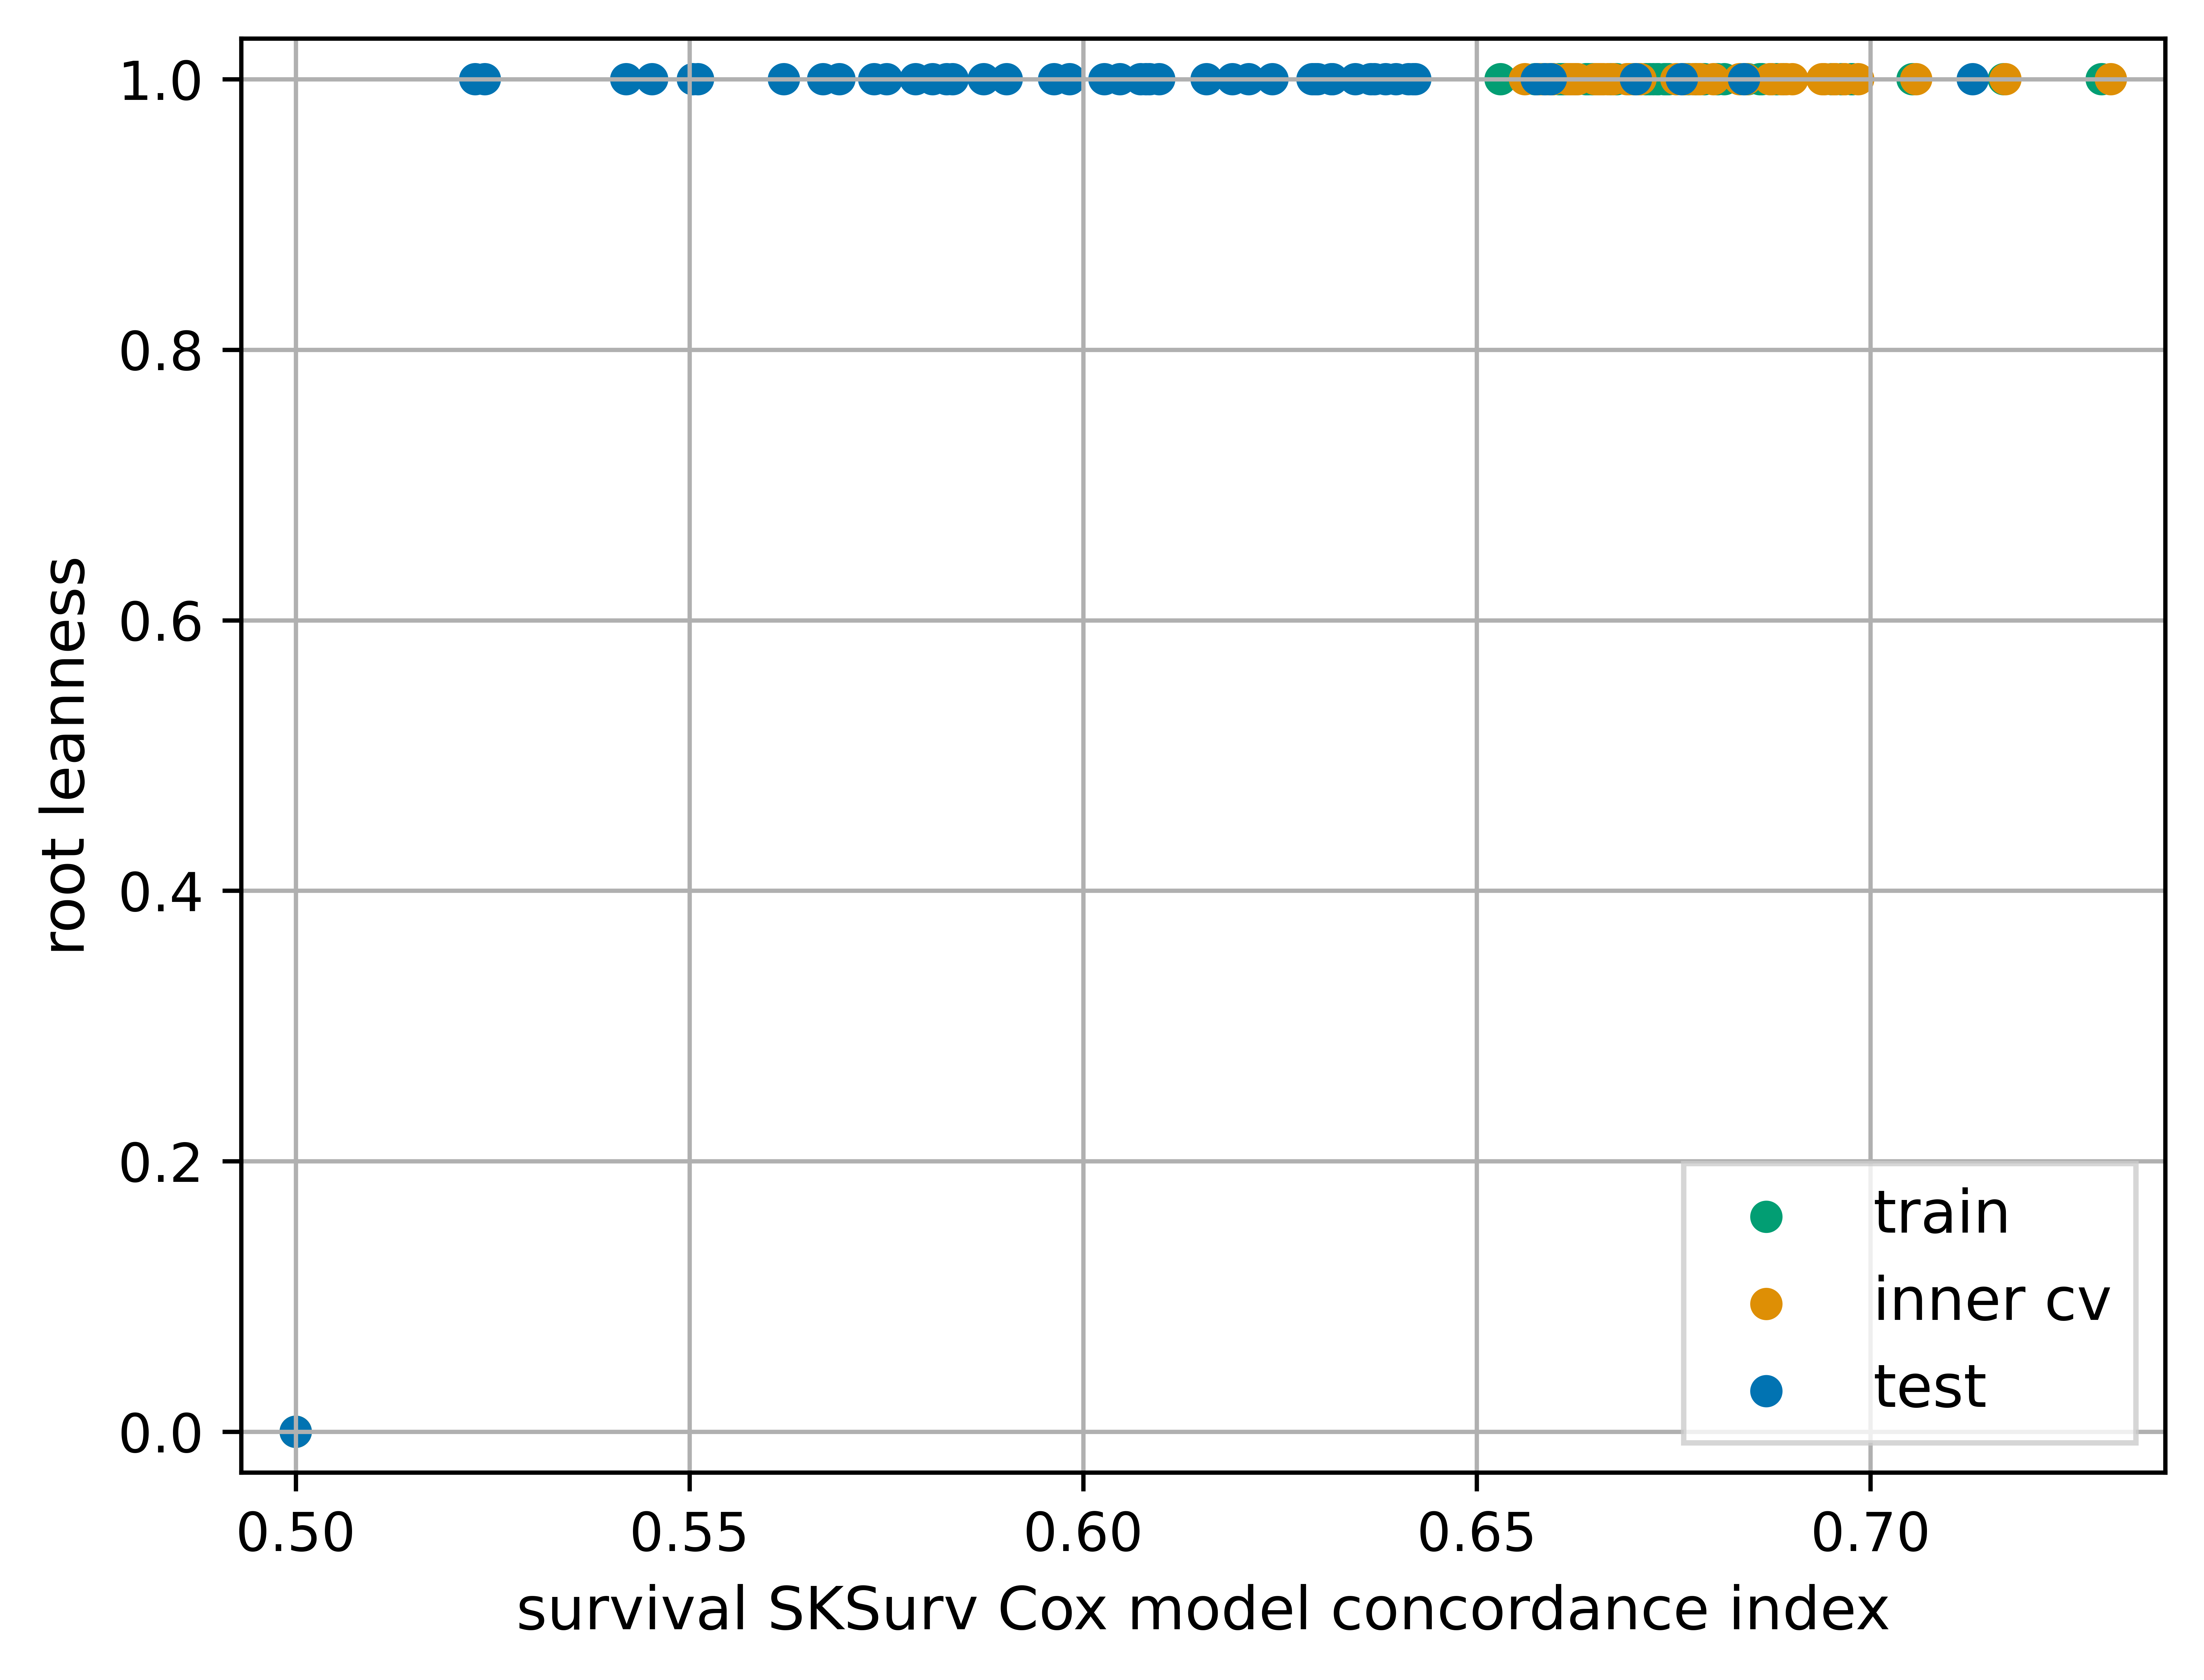 1.0
0.8
0.6
0.4
0.2
0.0
root leanness
train
inner cv
test
0.50 0.55 0.60 0.65 0.70
survival SKSurv Cox model concordance index